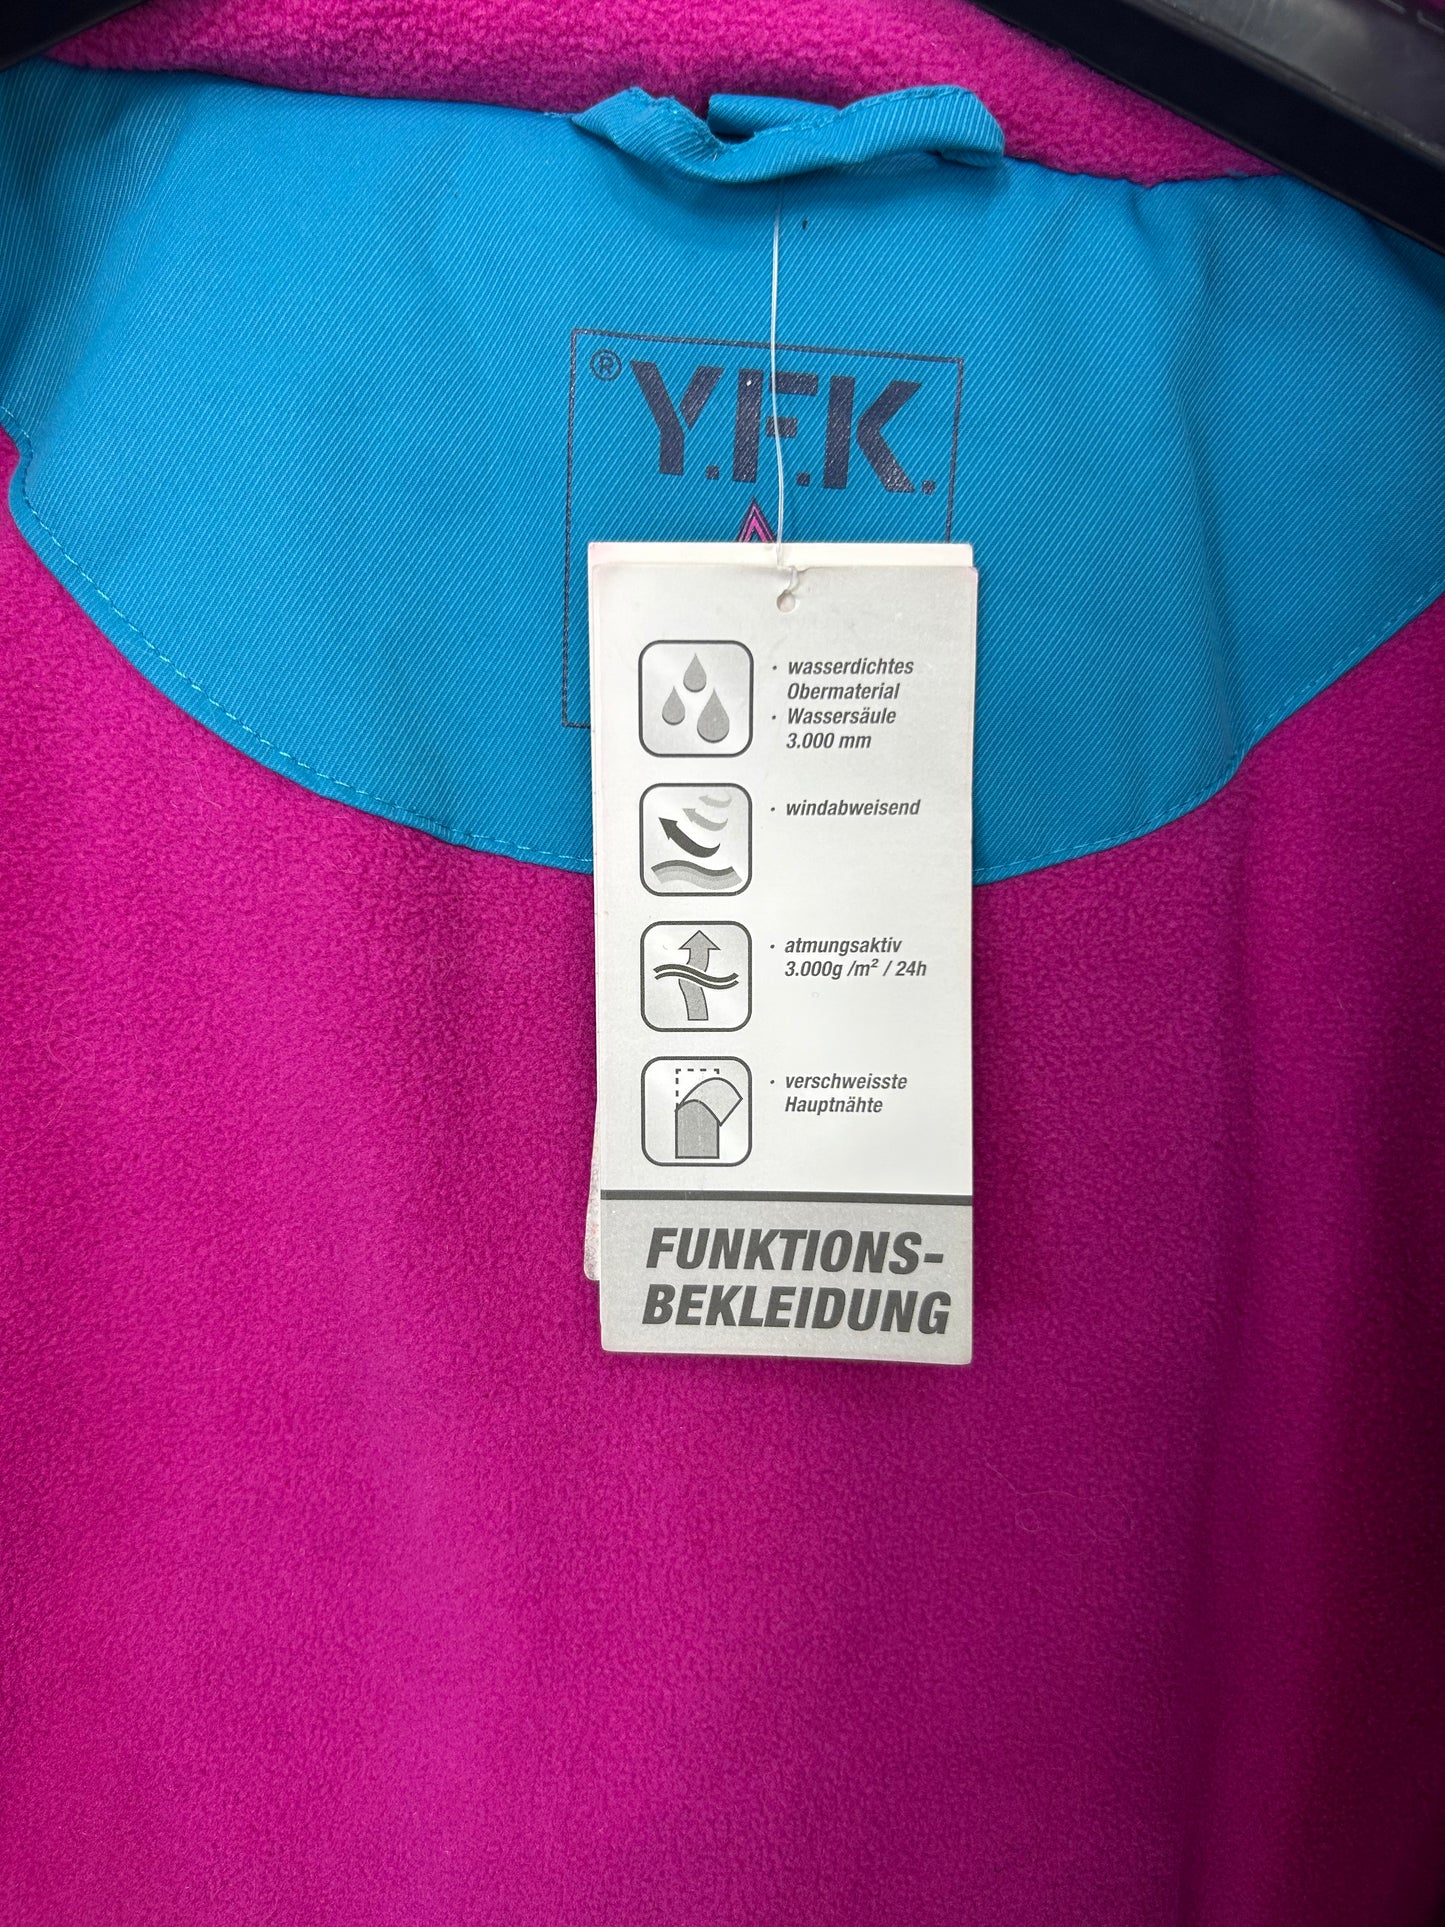 ® Y.F.K.
· wasserdichtes
Obermaterial
· Wassersäule
3.000 mm
· windabweisend
· atmungsaktiv
3.000g /m² / 24h
· verschweisste
Hauptnähte
FUNKTIONS-
BEKLEIDUNG